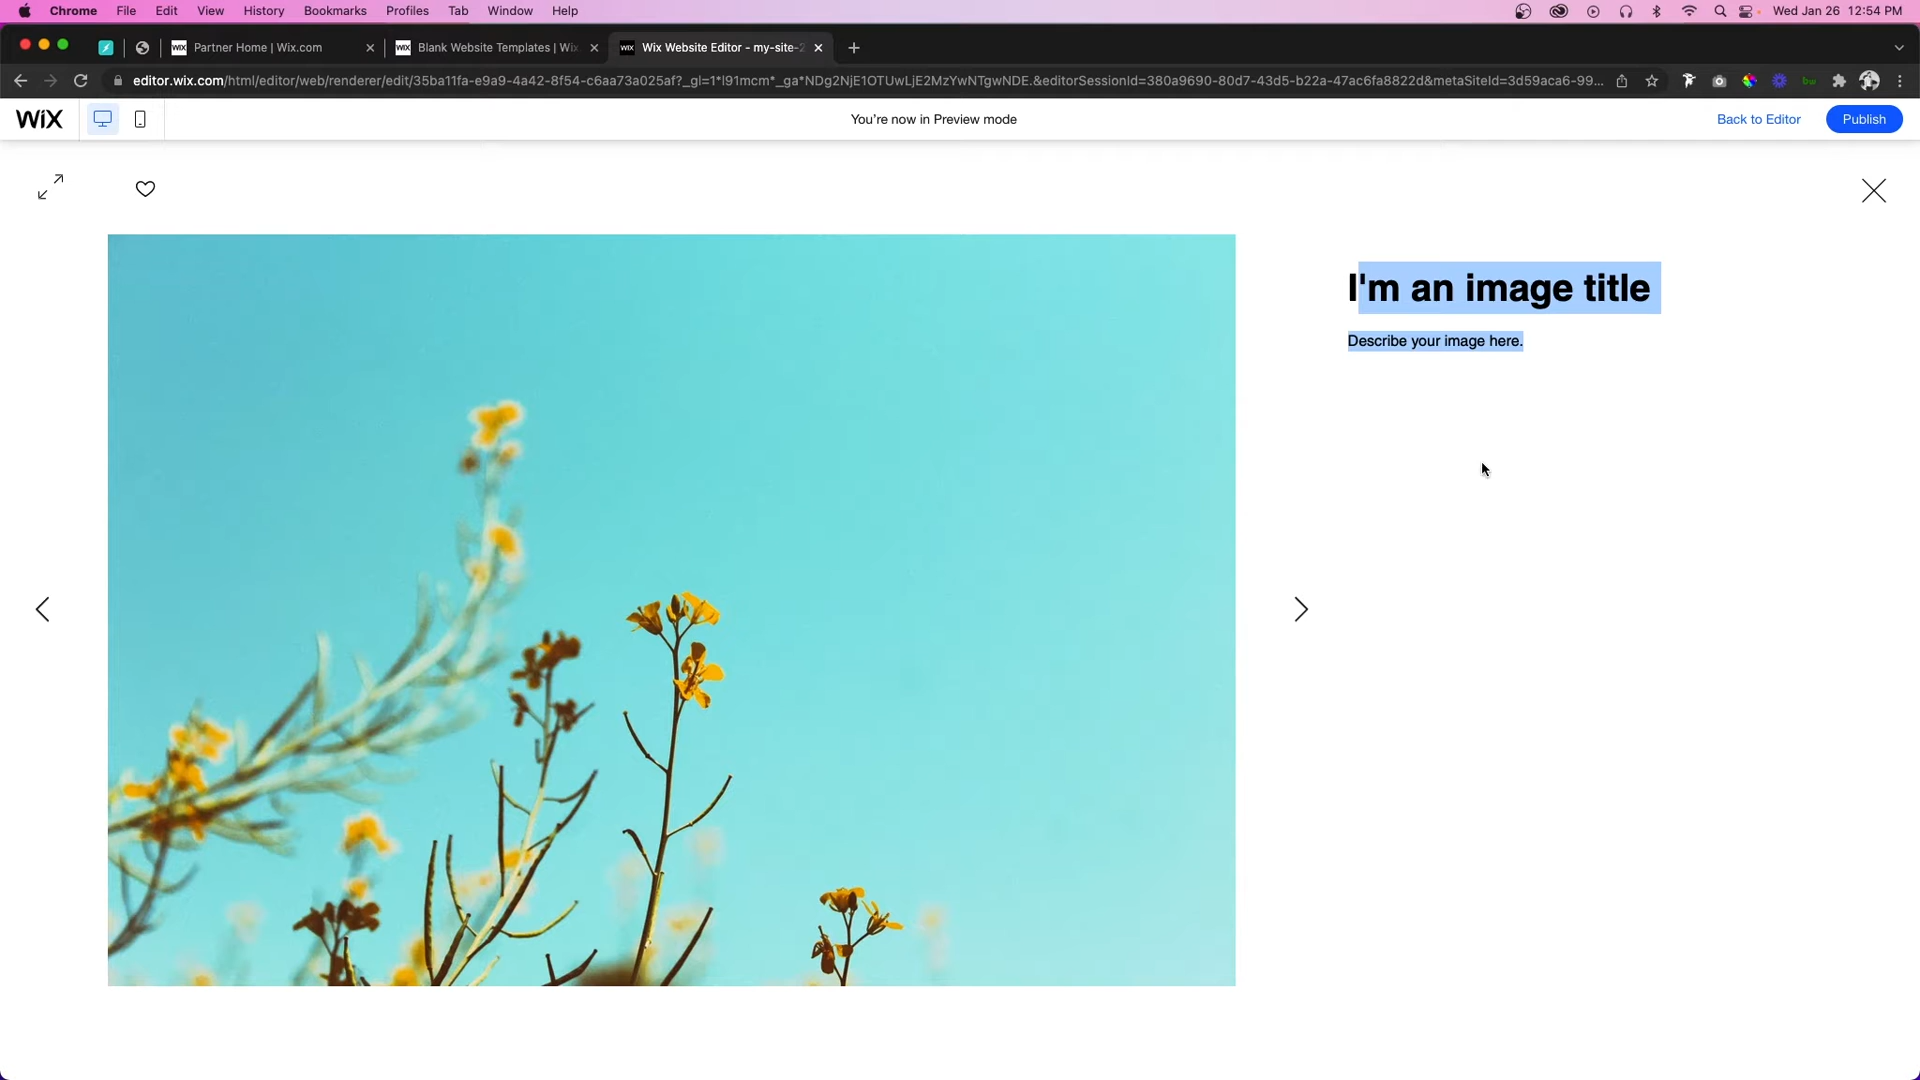 Chrome File Edit View History Bookmarks Profiles Tab Window Help Wed Jan 26 12:54 PM
WiX Partner Home | Wix.com WiX Blank Website Templates | Wix WiX Wix Website Editor - my-site-2
editor.wix.com/html/editor/web/renderer/edit/35ba11fa-e9a9-4a42-8f54-c6aa73a025af?_gl=1*l91mcm*_ga*NDg2NjE1OTUwLjE2MzYwNTgwNDE.&editorSessionId=380a9690-80d7-43d5-b22a-47ac6fa8822d&metaSiteId=3d59aca6-99...
WiX You're now in Preview mode Back to Editor Publish
I'm an image title
Describe your image here.